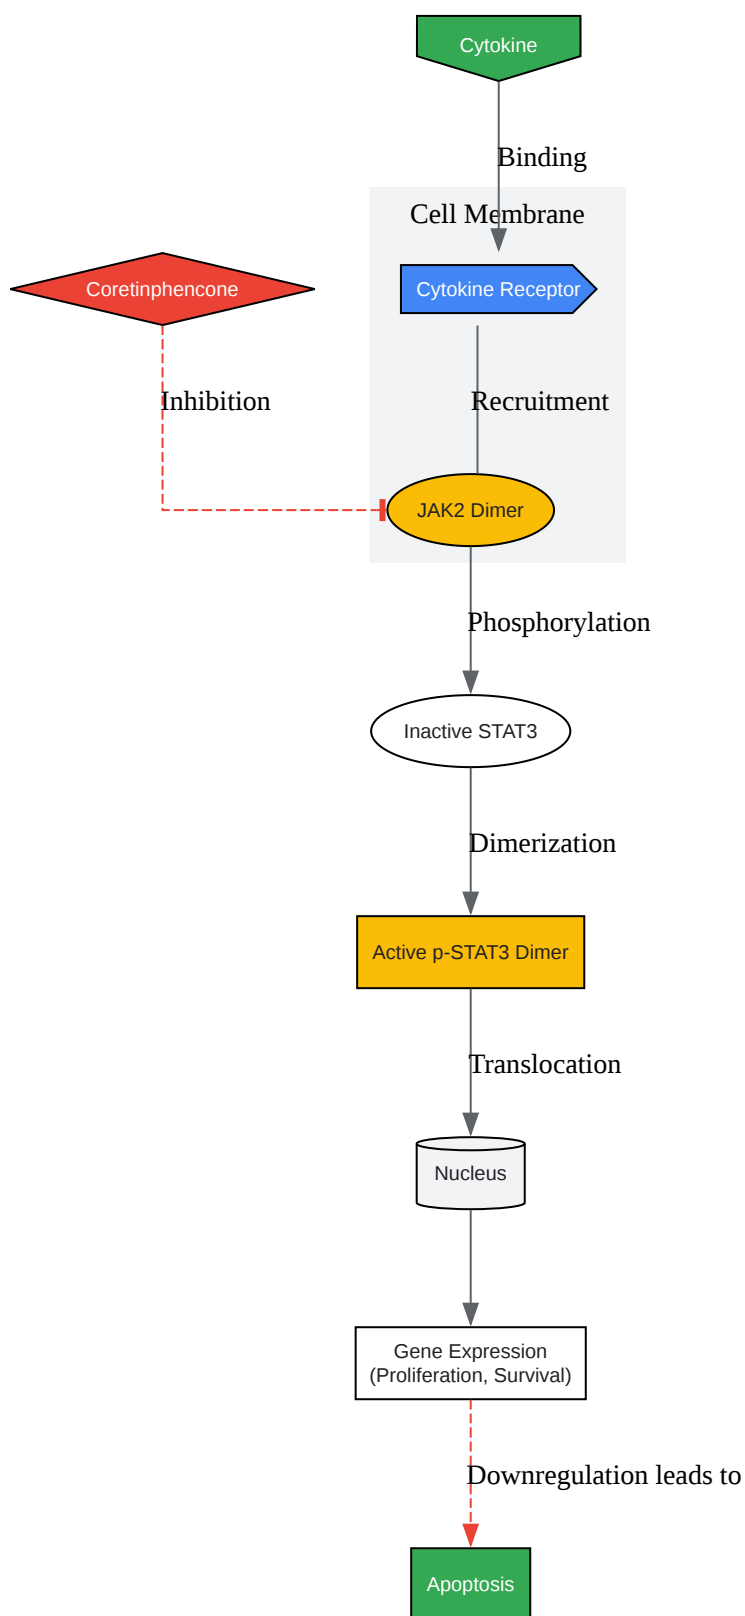 Cytokine
Binding
Cell Membrane
Coretinphencone
Cytokine Receptor
Inhibition
Recruitment
JAK2 Dimer
Phosphorylation
Inactive STAT3
Dimerization
Active p-STAT3 Dimer
Translocation
Nucleus
Gene Expression
(Proliferation, Survival)
Downregulation leads to
Apoptosis